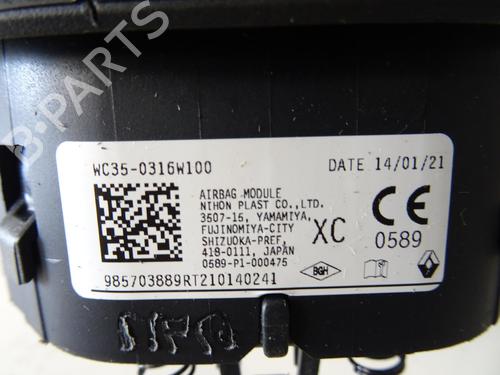 B-PARTS
WC35-0316W100
DATE 14/01/21
AIRBAG MODULE
NIHON PLAST CO.,LTD.
3507-15, YAMAMIYA,
FUJINOMIYA-CITY
SHIZUOKA-PREF,
418-0111, JAPAN
0589-P1-000475
XC
CE
0589
BGH
985703889RT210140241